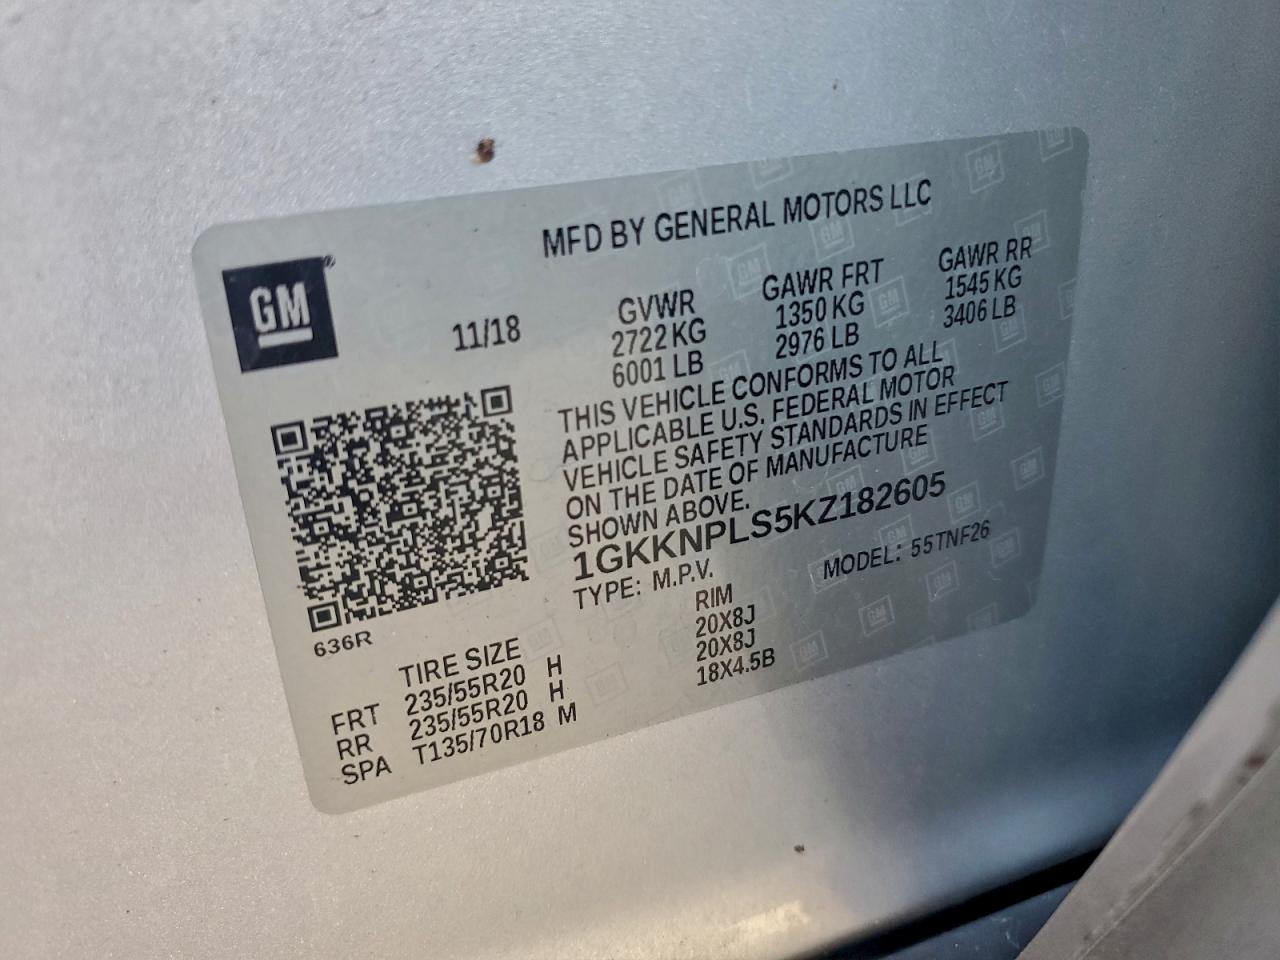 MFD BY GENERAL MOTORS LLC
GM®
11/18
GVWR GAWR FRT GAWR RR
2722 KG 1350 KG 1545 KG
6001 LB 2976 LB 3406 LB
THIS VEHICLE CONFORMS TO ALL
APPLICABLE U.S. FEDERAL MOTOR
VEHICLE SAFETY STANDARDS IN EFFECT
ON THE DATE OF MANUFACTURE
SHOWN ABOVE.
1GKKNPLS5KZ182605
TYPE: M.P.V. MODEL: 55TNF26
636R
TIRE SIZE RIM
FRT 235/55R20 H 20X8J
RR 235/55R20 H 20X8J
SPA T135/70R18 M 18X4.5B